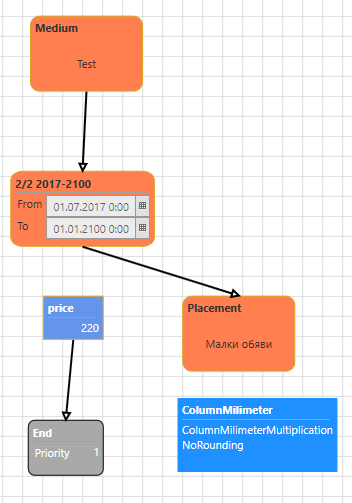 Medium
Test
2/2 2017-2100
From 01.07.2017 0:00
To 01.01.2100 0:00
price
220
Placement
Малки обяви
ColumnMilimeter
ColumnMilimeterMultiplication
NoRounding
End
Priority 1